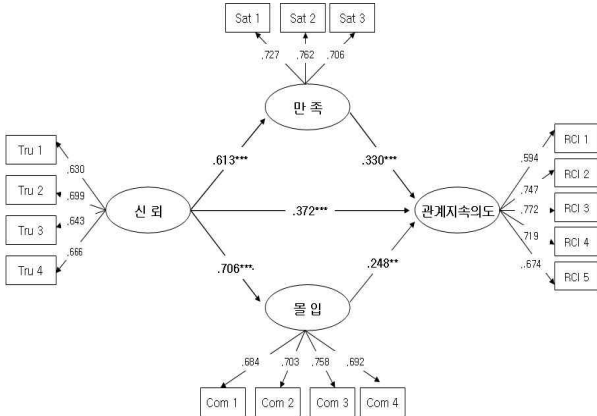 Sat 1 Sat 2 Sat 3
.727 .762 .706
만 족
.613***
.330***
Tru 1
Tru 2
Tru 3
Tru 4
.630
.699
.643
.666
신 뢰
.372***
관계지속의도
.594
.747
.772
.719
.674
RCI 1
RCI 2
RCI 3
RCI 4
RCI 5
.706***
.248**
몰 입
.684 .703 .758 .692
Com 1 Com 2 Com 3 Com 4